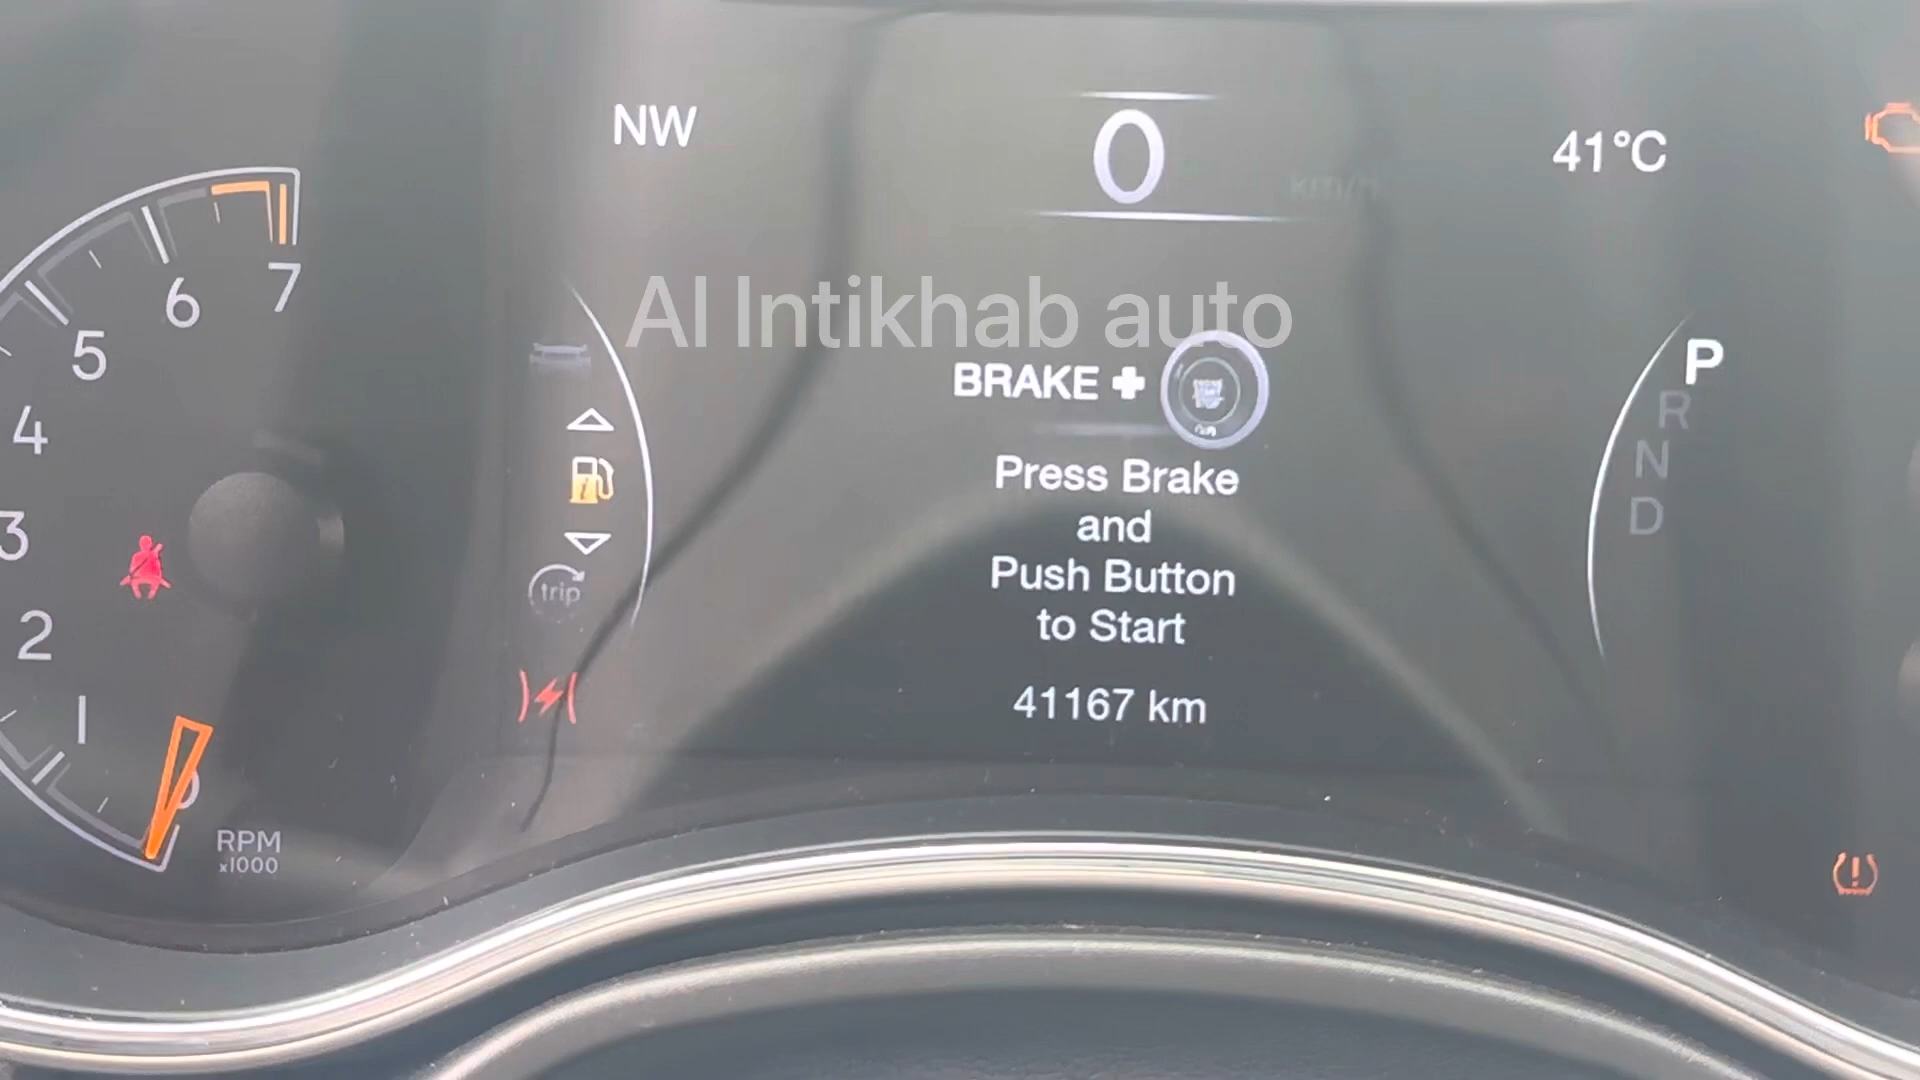 NW
0
km/h
41°C
7
6
5
4
3
2
1
0
RPM
x1000
Al Intikhab auto
BRAKE +
P
R
N
D
Press Brake
and
Push Button
to Start
trip
41167 km